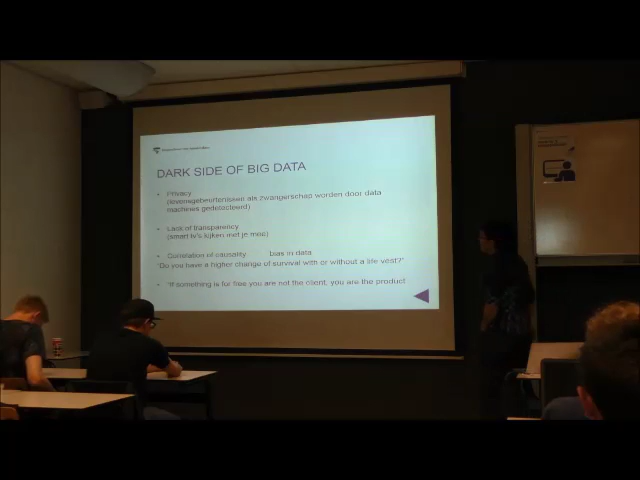 DARK SIDE OF BIG DATA
• Privacy
(levensgebeurtenissen als zwangerschap worden door data
machines gedetecteerd)
• Lack of transparency
(smart tv's kijken met je mee)
• Correlation of causality bias in data
"Do you have a higher change of survival with or without a life vest?"
• "If something is for free you are not the client, you are the product